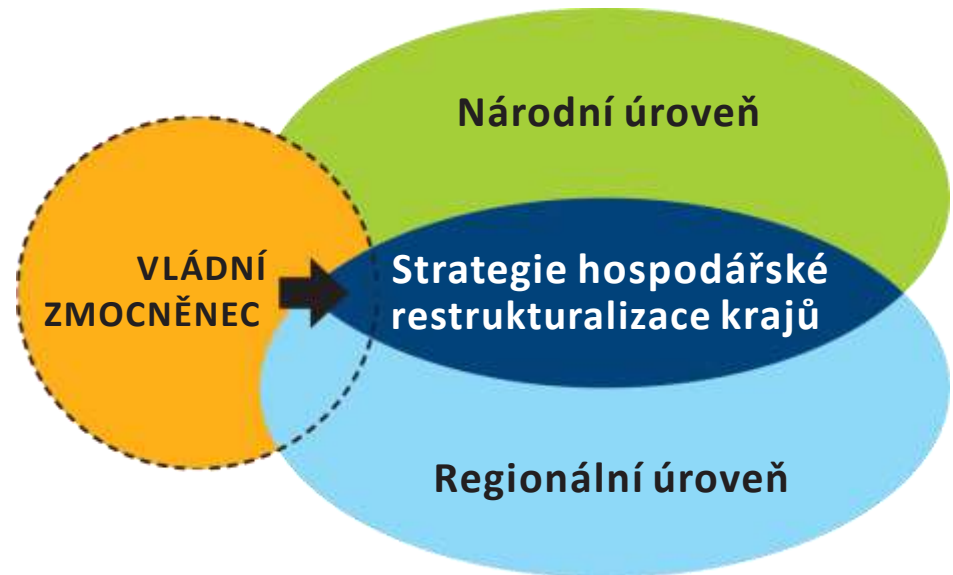 Národní úroveň
VLÁDNÍ
ZMOCNĚNEC
Strategie hospodářské
restrukturalizace krajů
Regionální úroveň